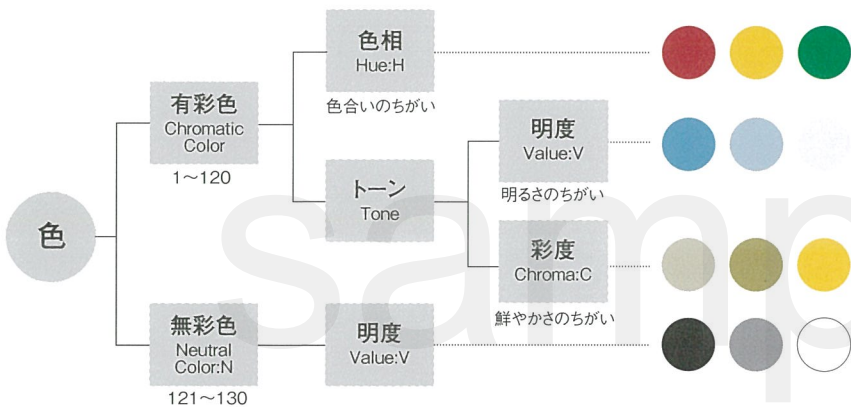 色
有彩色
Chromatic
Color
1〜120
色相
Hue:H
色合いのちがい
トーン
Tone
明度
Value:V
明るさのちがい
彩度
Chroma:C
鮮やかさのちがい
無彩色
Neutral
Color:N
121〜130
明度
Value:V
samp